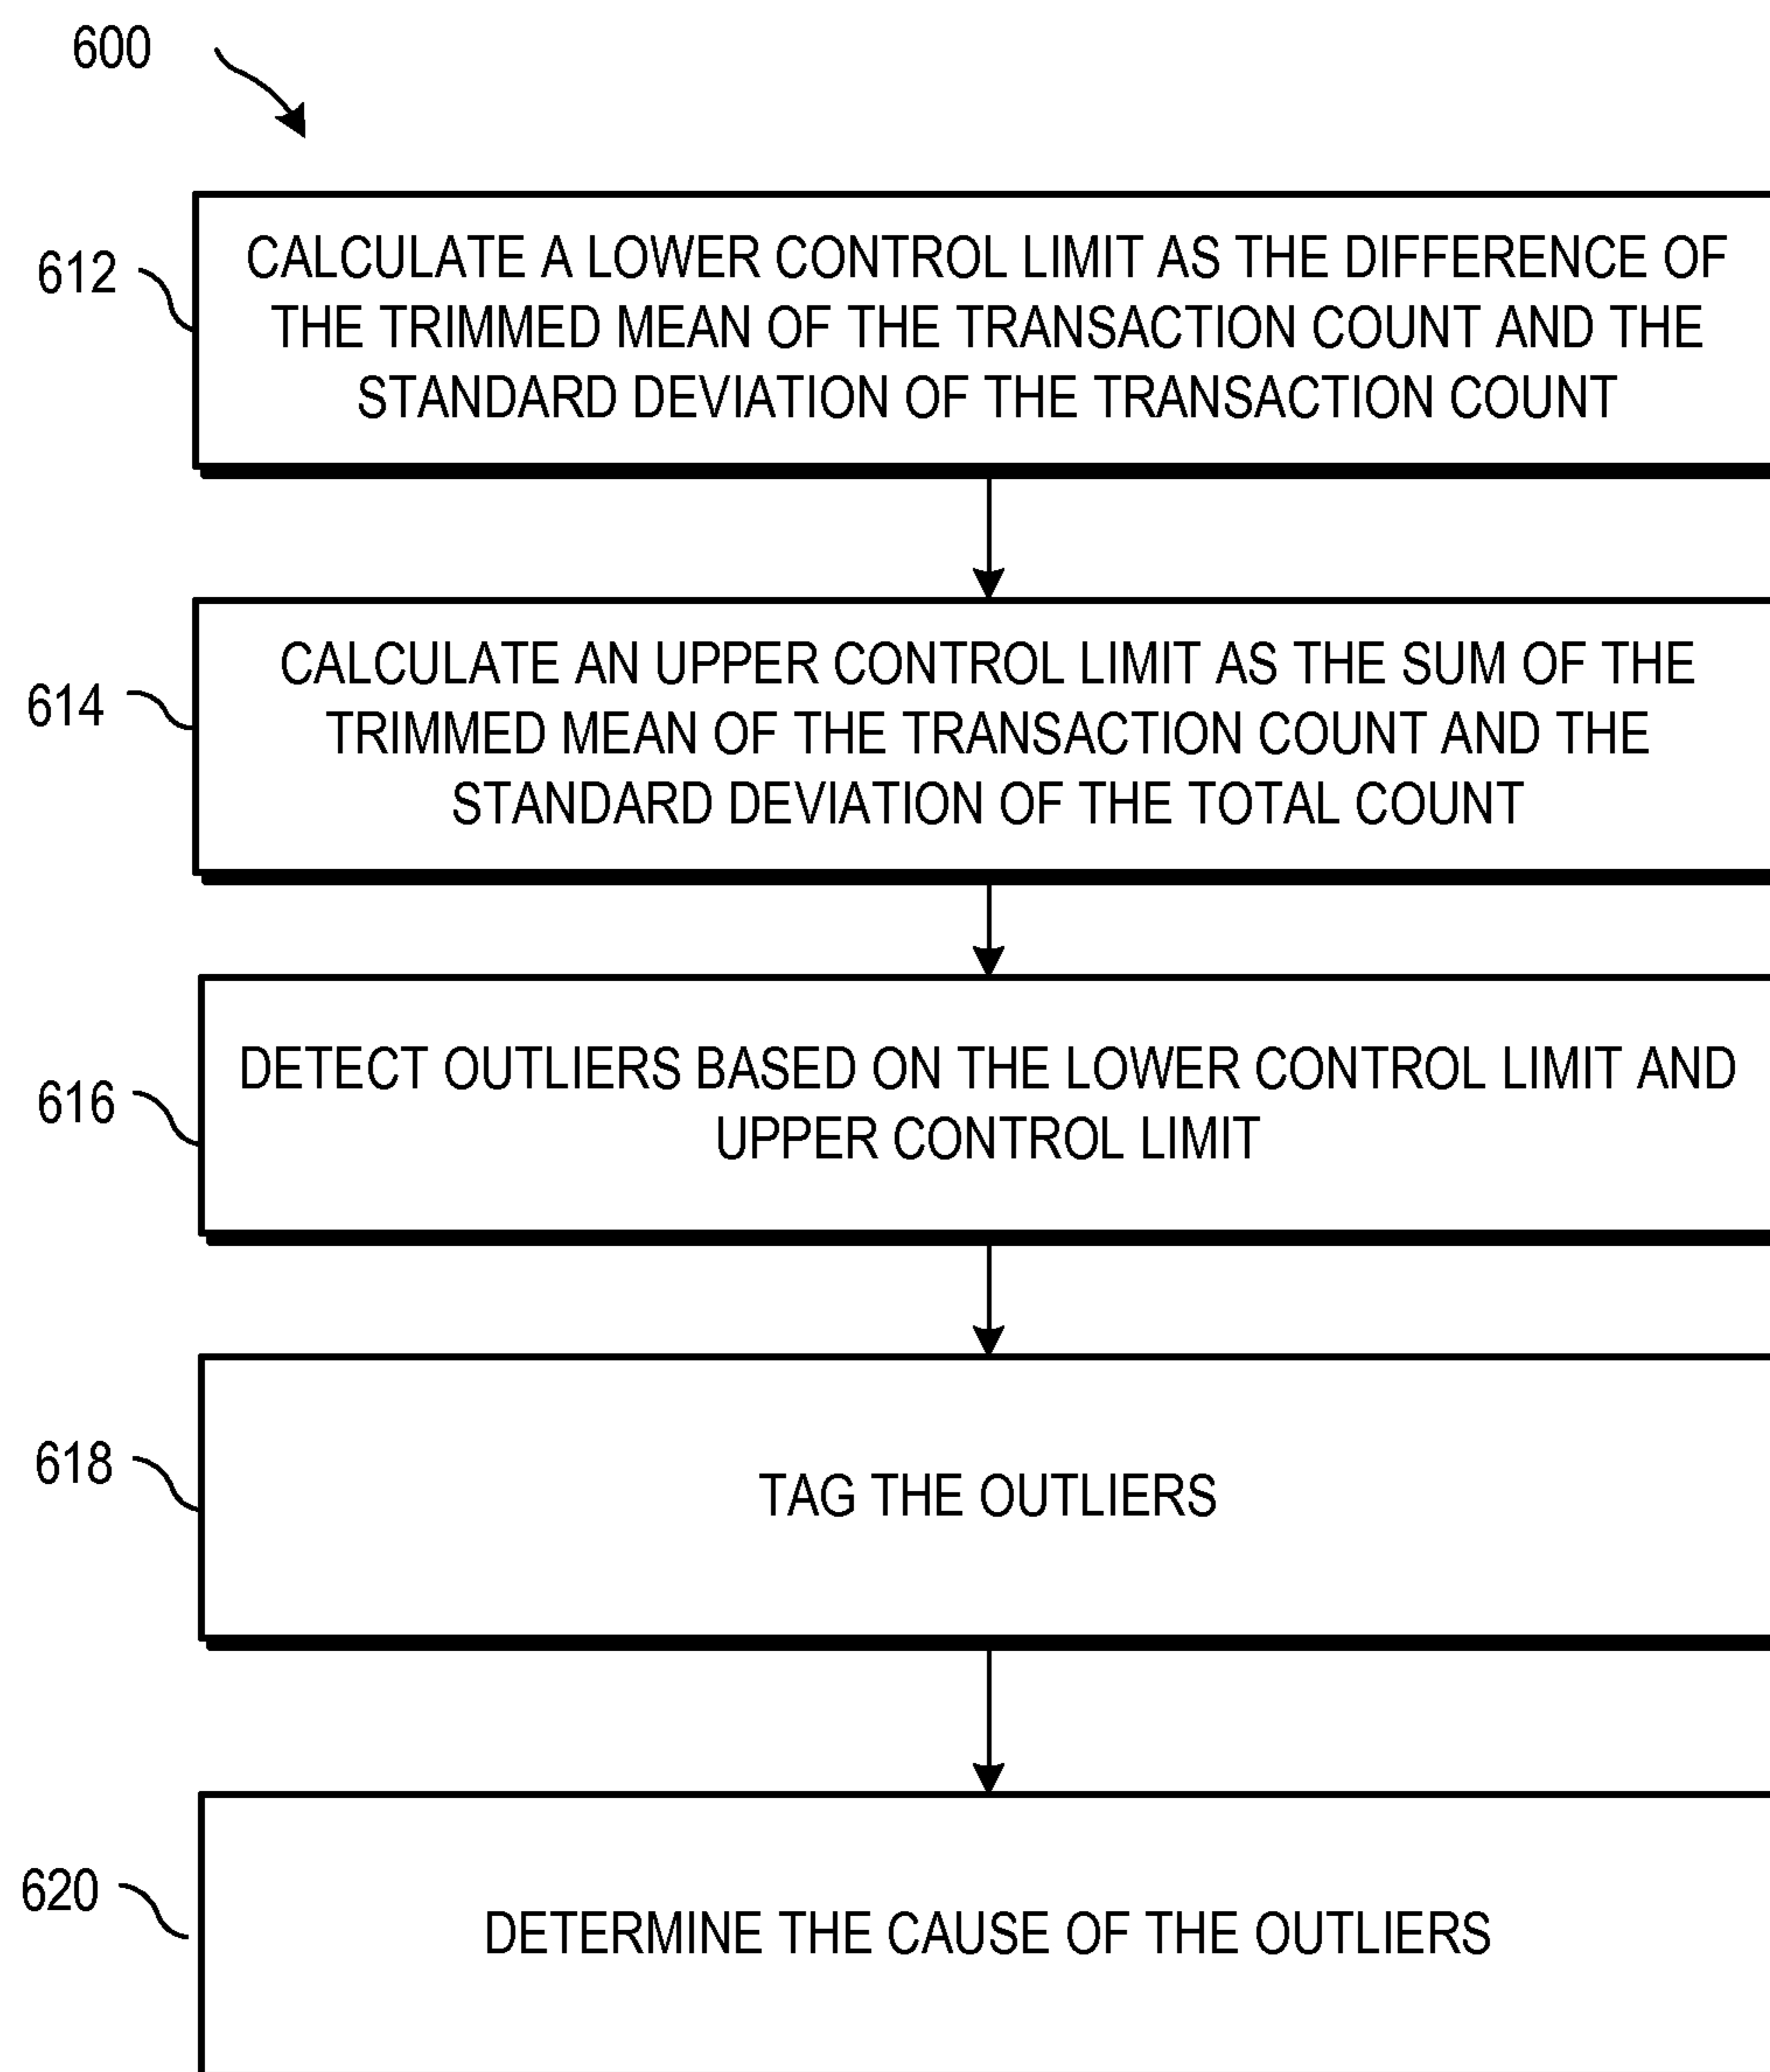 600
612
CALCULATE A LOWER CONTROL LIMIT AS THE DIFFERENCE OF
THE TRIMMED MEAN OF THE TRANSACTION COUNT AND THE
STANDARD DEVIATION OF THE TRANSACTION COUNT
614
CALCULATE AN UPPER CONTROL LIMIT AS THE SUM OF THE
TRIMMED MEAN OF THE TRANSACTION COUNT AND THE
STANDARD DEVIATION OF THE TOTAL COUNT
616
DETECT OUTLIERS BASED ON THE LOWER CONTROL LIMIT AND
UPPER CONTROL LIMIT
618
TAG THE OUTLIERS
620
DETERMINE THE CAUSE OF THE OUTLIERS